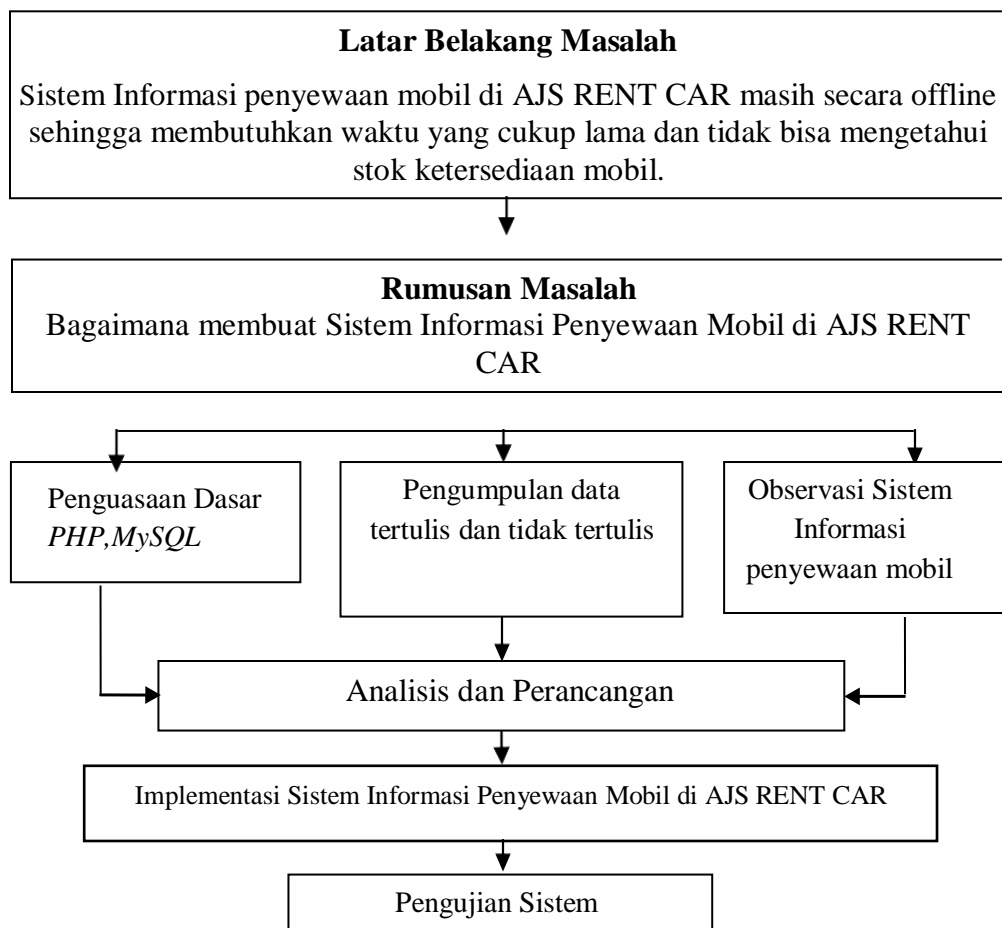 Latar Belakang Masalah
Sistem Informasi penyewaan mobil di AJS RENT CAR masih secara offline
sehingga membutuhkan waktu yang cukup lama dan tidak bisa mengetahui
stok ketersediaan mobil.
Rumusan Masalah
Bagaimana membuat Sistem Informasi Penyewaan Mobil di AJS RENT
CAR
Penguasaan Dasar
PHP,MySQL
Pengumpulan data
tertulis dan tidak tertulis
Observasi Sistem
Informasi
penyewaan mobil
Analisis dan Perancangan
Implementasi Sistem Informasi Penyewaan Mobil di AJS RENT CAR
Pengujian Sistem